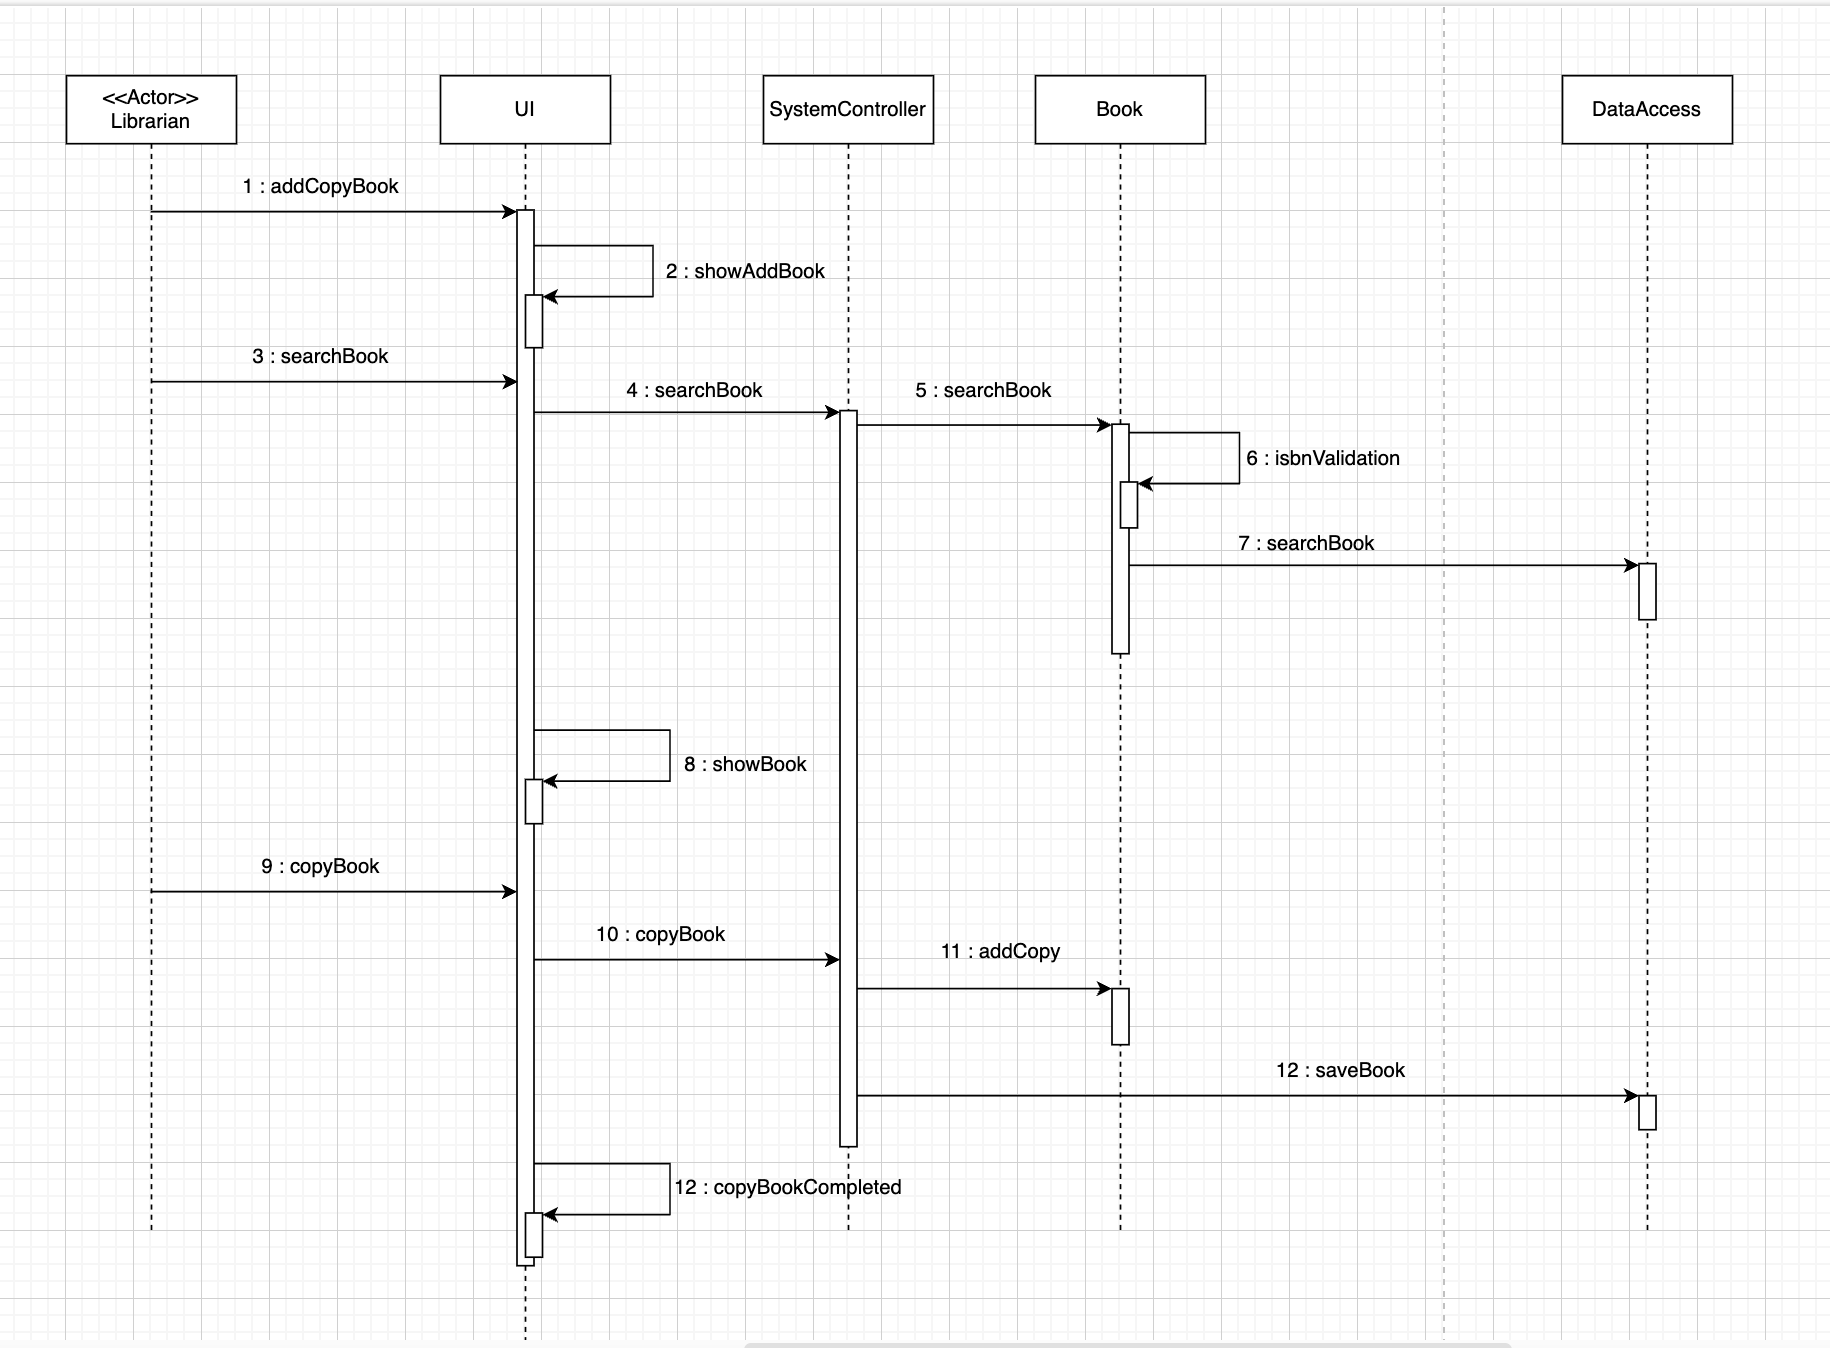 <<Actor>>
Librarian
UI
SystemController
Book
DataAccess
1 : addCopyBook
2 : showAddBook
3 : searchBook
4 : searchBook
5 : searchBook
6 : isbnValidation
7 : searchBook
8 : showBook
9 : copyBook
10 : copyBook
11 : addCopy
12 : saveBook
12 : copyBookCompleted